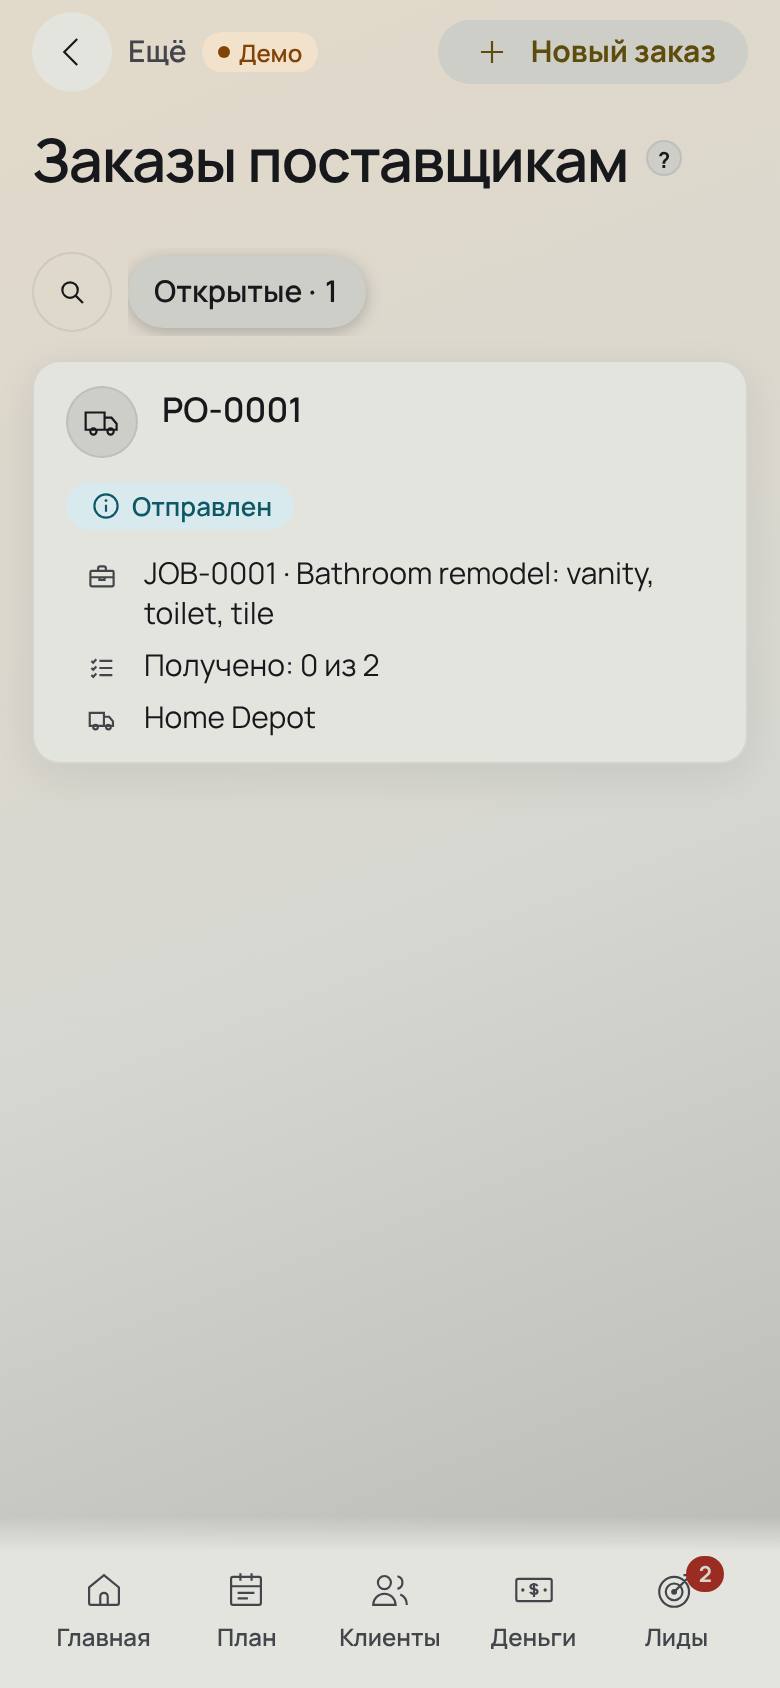 Ещё
Демо
Новый заказ
Заказы поставщикам
?
Открытые · 1
PO-0001
Отправлен
JOB-0001 · Bathroom remodel: vanity,
toilet, tile
Получено: 0 из 2
Home Depot
2
Главная
План
Клиенты
Деньги
Лиды